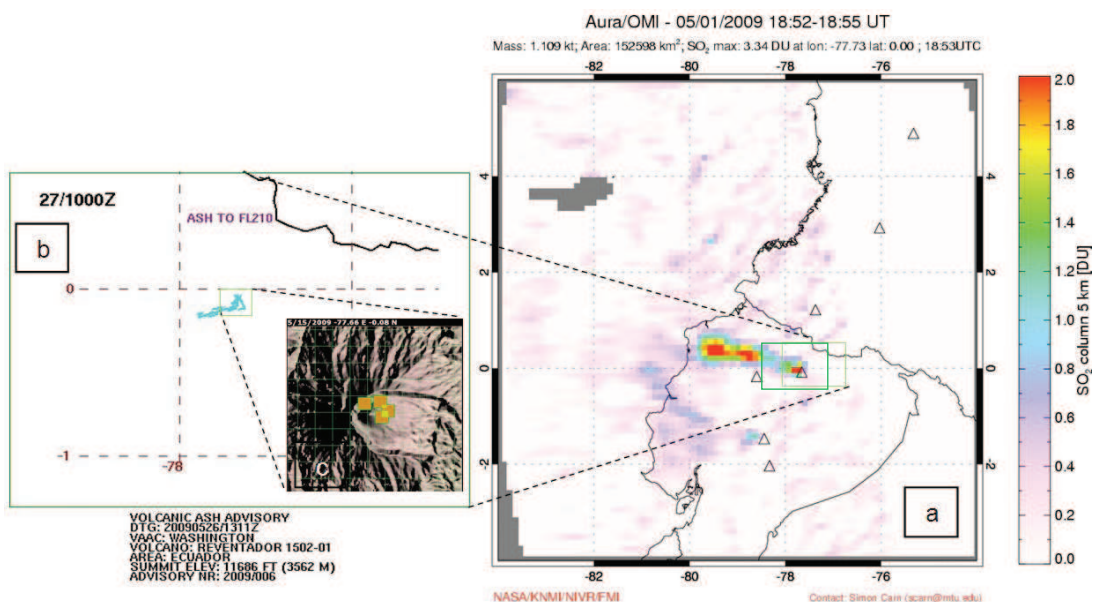 Aura/OMI - 05/01/2009 18:52-18:55 UT
Mass: 1.109 kt; Area: 152598 km²; SO₂ max: 3.34 DU at lon: -77.73 lat: 0.00 ; 18:53UTC
-82 -80 -78 -76
4
2
0
-2
4
2
0
-2
-82 -80 -78 -76
a
2.0
1.8
1.6
1.4
1.2
1.0
0.8
0.6
0.4
0.2
0.0
SO₂ column 5 km [DU]
NASA/KNMI/NIVR/FMI
Contact: Simon Carn (scarn@mtu.edu)
27/1000Z
b
ASH TO FL210
0
-1
-78
5/15/2009 -77.66 E -0.08 N
C
VOLCANIC ASH ADVISORY
DTG: 20090526/1311Z
VAAC: WASHINGTON
VOLCANO: REVENTADOR 1502-01
AREA: ECUADOR
SUMMIT ELEV: 11686 FT (3562 M)
ADVISORY NR: 2009/006